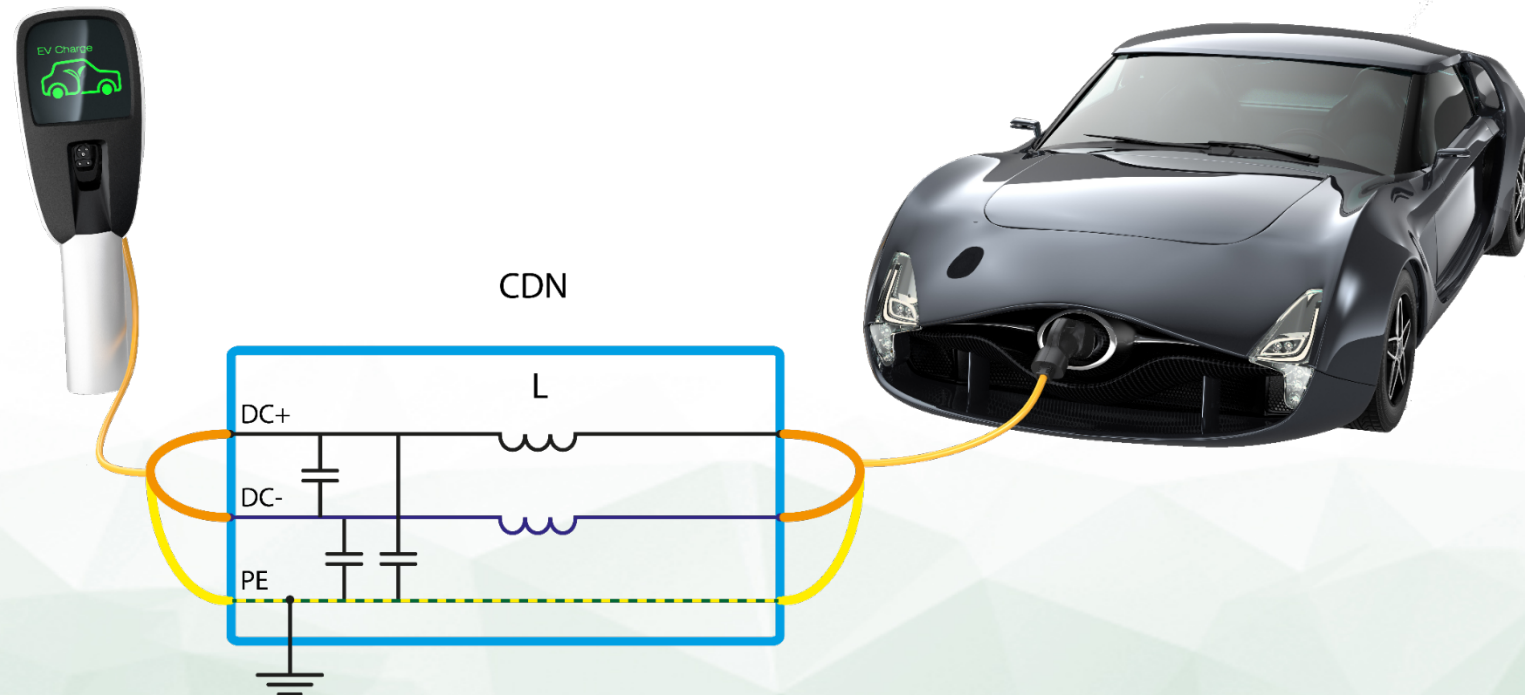 EV Charge
CDN
L
DC+
DC-
PE